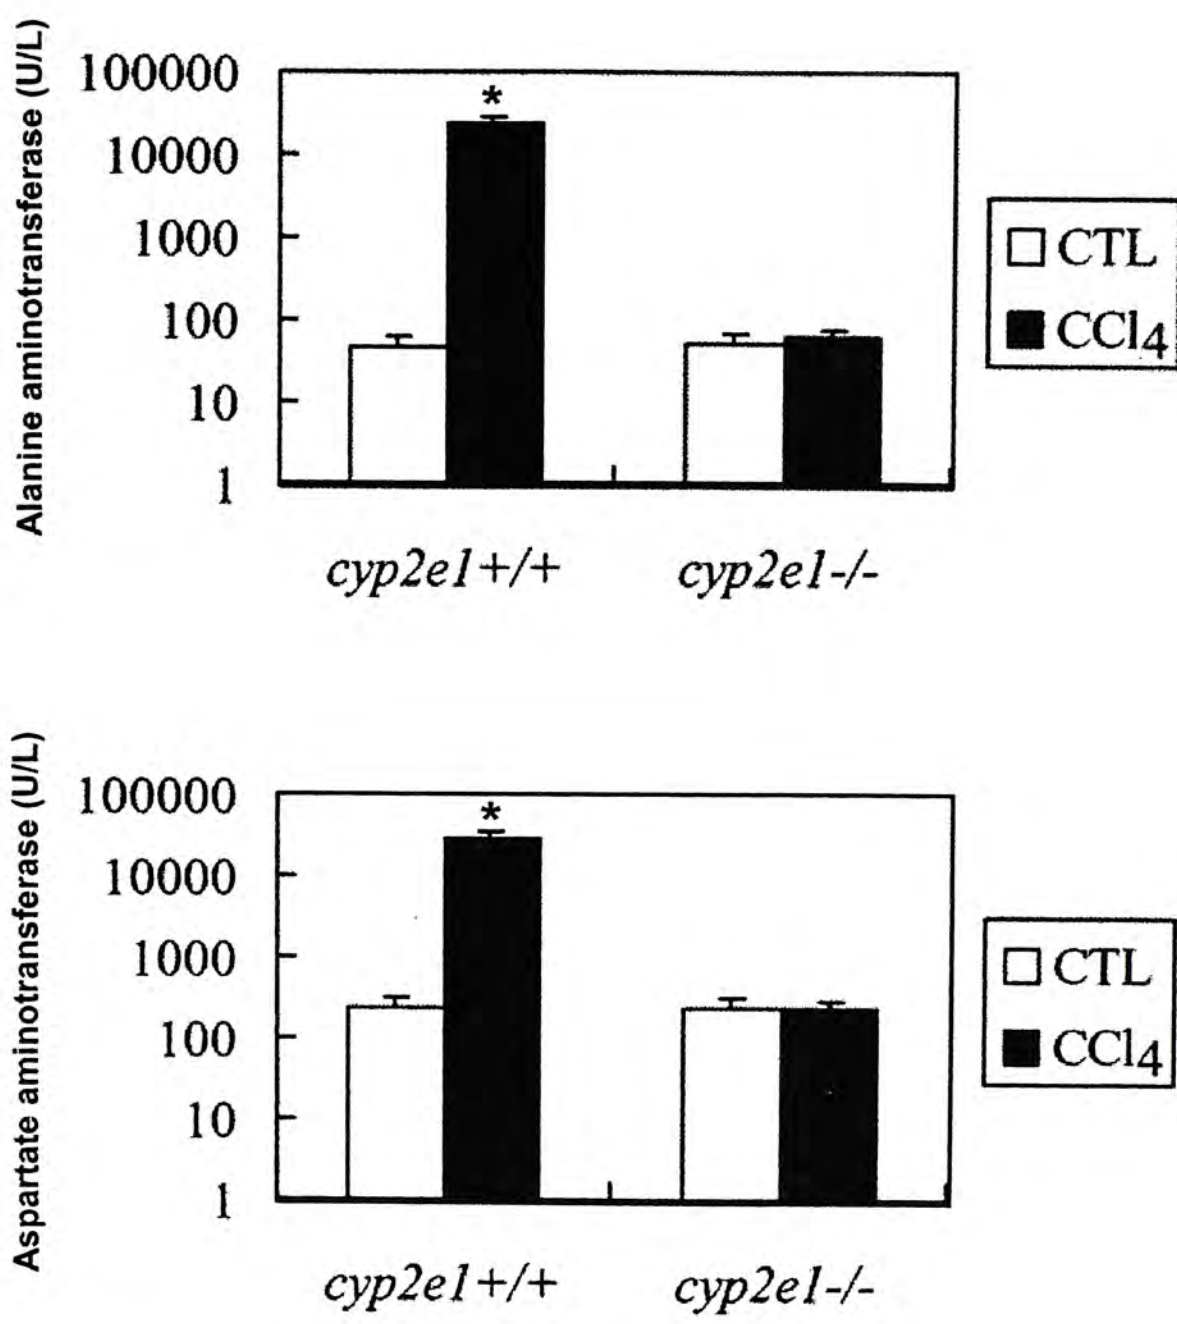 Alanine aminotransferase (U/L)
100000
10000
1000
100
10
1
*
cyp2e1+/+ cyp2e1-/-
CTL
CCl4
Aspartate aminotransferase (U/L)
100000
10000
1000
100
10
1
*
cyp2e1+/+ cyp2e1-/-
CTL
CCl4